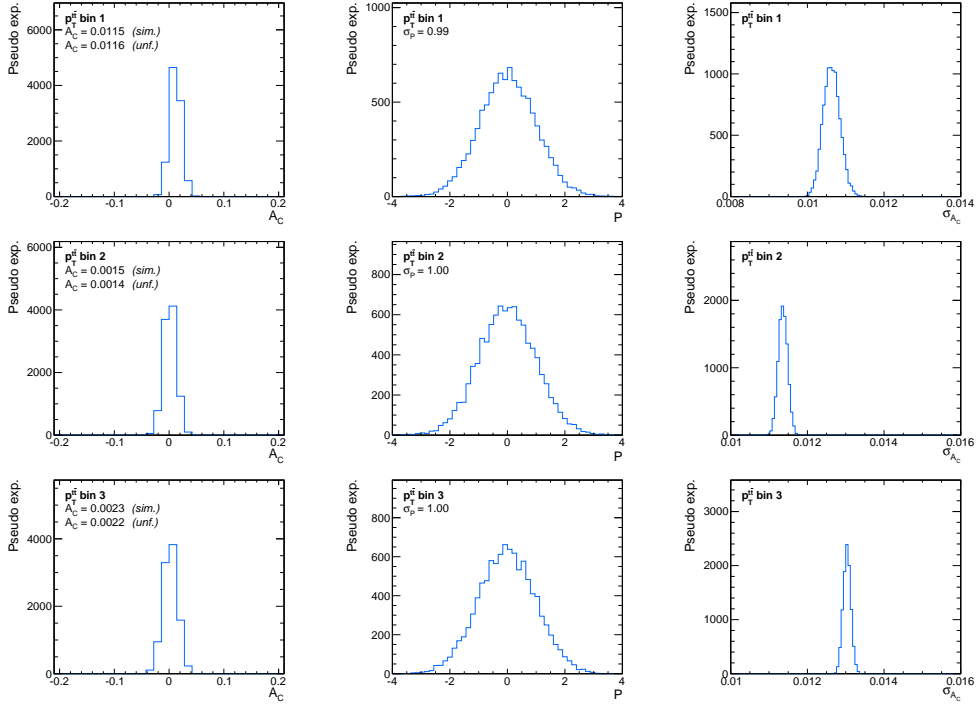 Pseudo exp.
6000
4000
2000
0
p_T^{tt̄} bin 1
A_C = 0.0115 (sim.)
A_C = 0.0116 (unf.)
-0.2 -0.1 0 0.1 0.2
A_C
Pseudo exp.
1000
500
0
p_T^{tt̄} bin 1
σ_P = 0.99
-4 -2 0 2 4
P
Pseudo exp.
1500
1000
500
0
p_T^{tt̄} bin 1
0.008 0.01 0.012 0.014
σ_{A_C}
Pseudo exp.
6000
4000
2000
0
p_T^{tt̄} bin 2
A_C = 0.0015 (sim.)
A_C = 0.0014 (unf.)
-0.2 -0.1 0 0.1 0.2
A_C
Pseudo exp.
800
600
400
200
0
p_T^{tt̄} bin 2
σ_P = 1.00
-4 -2 0 2 4
P
Pseudo exp.
2000
1000
0
p_T^{tt̄} bin 2
0.01 0.012 0.014 0.016
σ_{A_C}
Pseudo exp.
4000
2000
0
p_T^{tt̄} bin 3
A_C = 0.0023 (sim.)
A_C = 0.0022 (unf.)
-0.2 -0.1 0 0.1 0.2
A_C
Pseudo exp.
800
600
400
200
0
p_T^{tt̄} bin 3
σ_P = 1.00
-4 -2 0 2 4
P
Pseudo exp.
3000
2000
1000
0
p_T^{tt̄} bin 3
0.01 0.012 0.014 0.016
σ_{A_C}